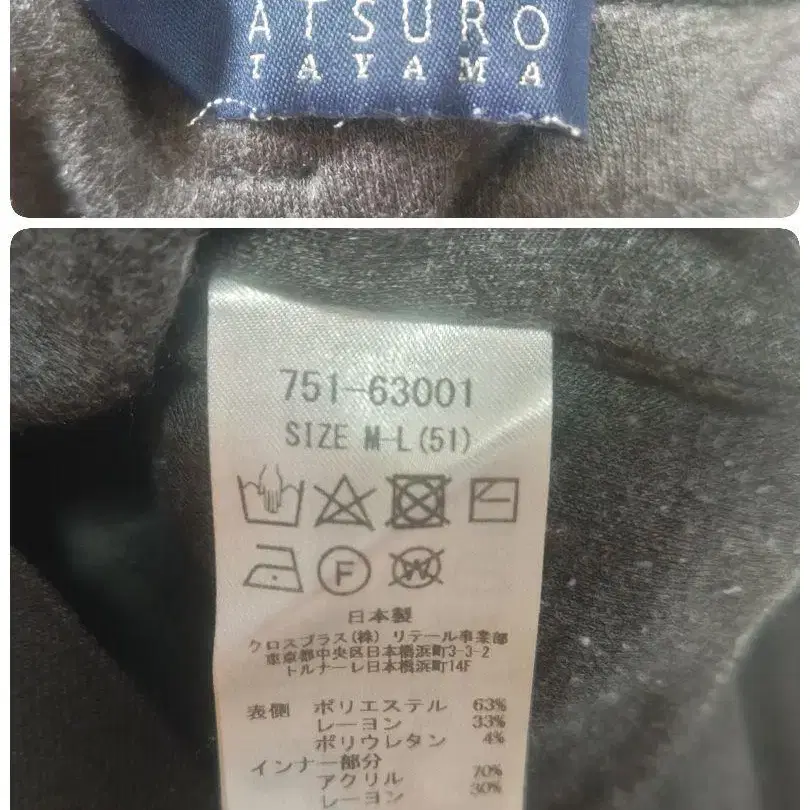 ATSURO
TAYAMA
751-63001
SIZE M-L(51)
F
W
日本製
クロスプラス(株) リテール事業部
東京都中央区日本橋浜町3-3-2
トルナーレ日本橋浜町14F
表側 ポリエステル 63%
レーヨン 33%
ポリウレタン 4%
インナー部分
アクリル 70%
レーヨン 30%